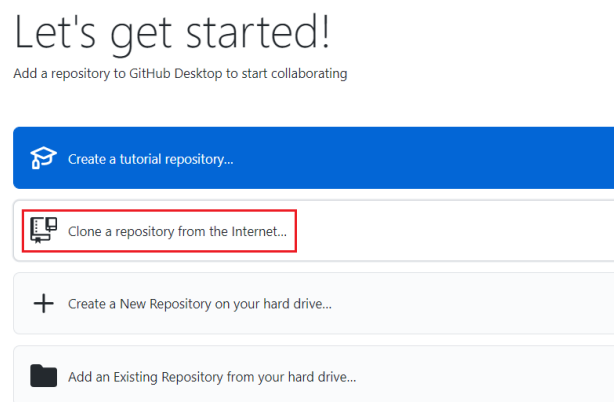 Let's get started!
Add a repository to GitHub Desktop to start collaborating
Create a tutorial repository...
Clone a repository from the Internet...
Create a New Repository on your hard drive...
Add an Existing Repository from your hard drive...